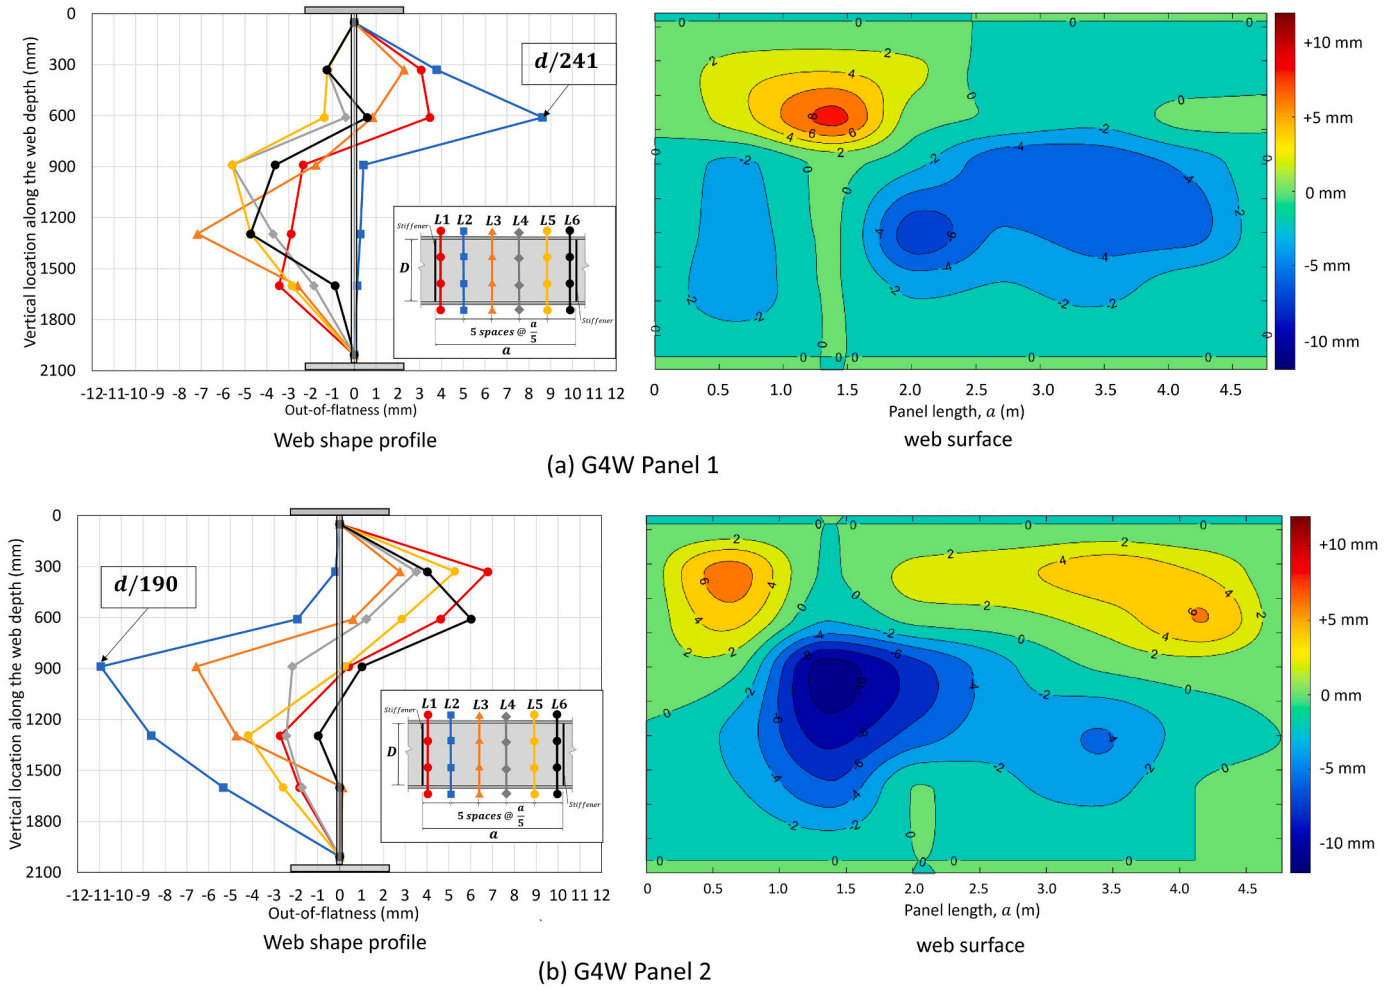 Vertical location along the web depth (mm)
0
300
600
900
1200
1500
1800
2100
d/241
Stiffener
L1 L2 L3 L4 L5 L6
D
Stiffener
5 spaces @ a/5
a
-12 -11 -10 -9 -8 -7 -6 -5 -4 -3 -2 -1 0 1 2 3 4 5 6 7 8 9 10 11 12
Out-of-flatness (mm)
Web shape profile
+10 mm
+5 mm
0 mm
-5 mm
-10 mm
0 0.5 1.0 1.5 2.0 2.5 3.0 3.5 4.0 4.5
Panel length, a (m)
web surface
(a) G4W Panel 1
Vertical location along the web depth (mm)
0
300
600
900
1200
1500
1800
2100
d/190
Stiffener
L1 L2 L3 L4 L5 L6
D
Stiffener
5 spaces @ a/5
a
-12 -11 -10 -9 -8 -7 -6 -5 -4 -3 -2 -1 0 1 2 3 4 5 6 7 8 9 10 11 12
Out-of-flatness (mm)
Web shape profile
+10 mm
+5 mm
0 mm
-5 mm
-10 mm
0 0.5 1.0 1.5 2.0 2.5 3.0 3.5 4.0 4.5
Panel length, a (m)
web surface
(b) G4W Panel 2